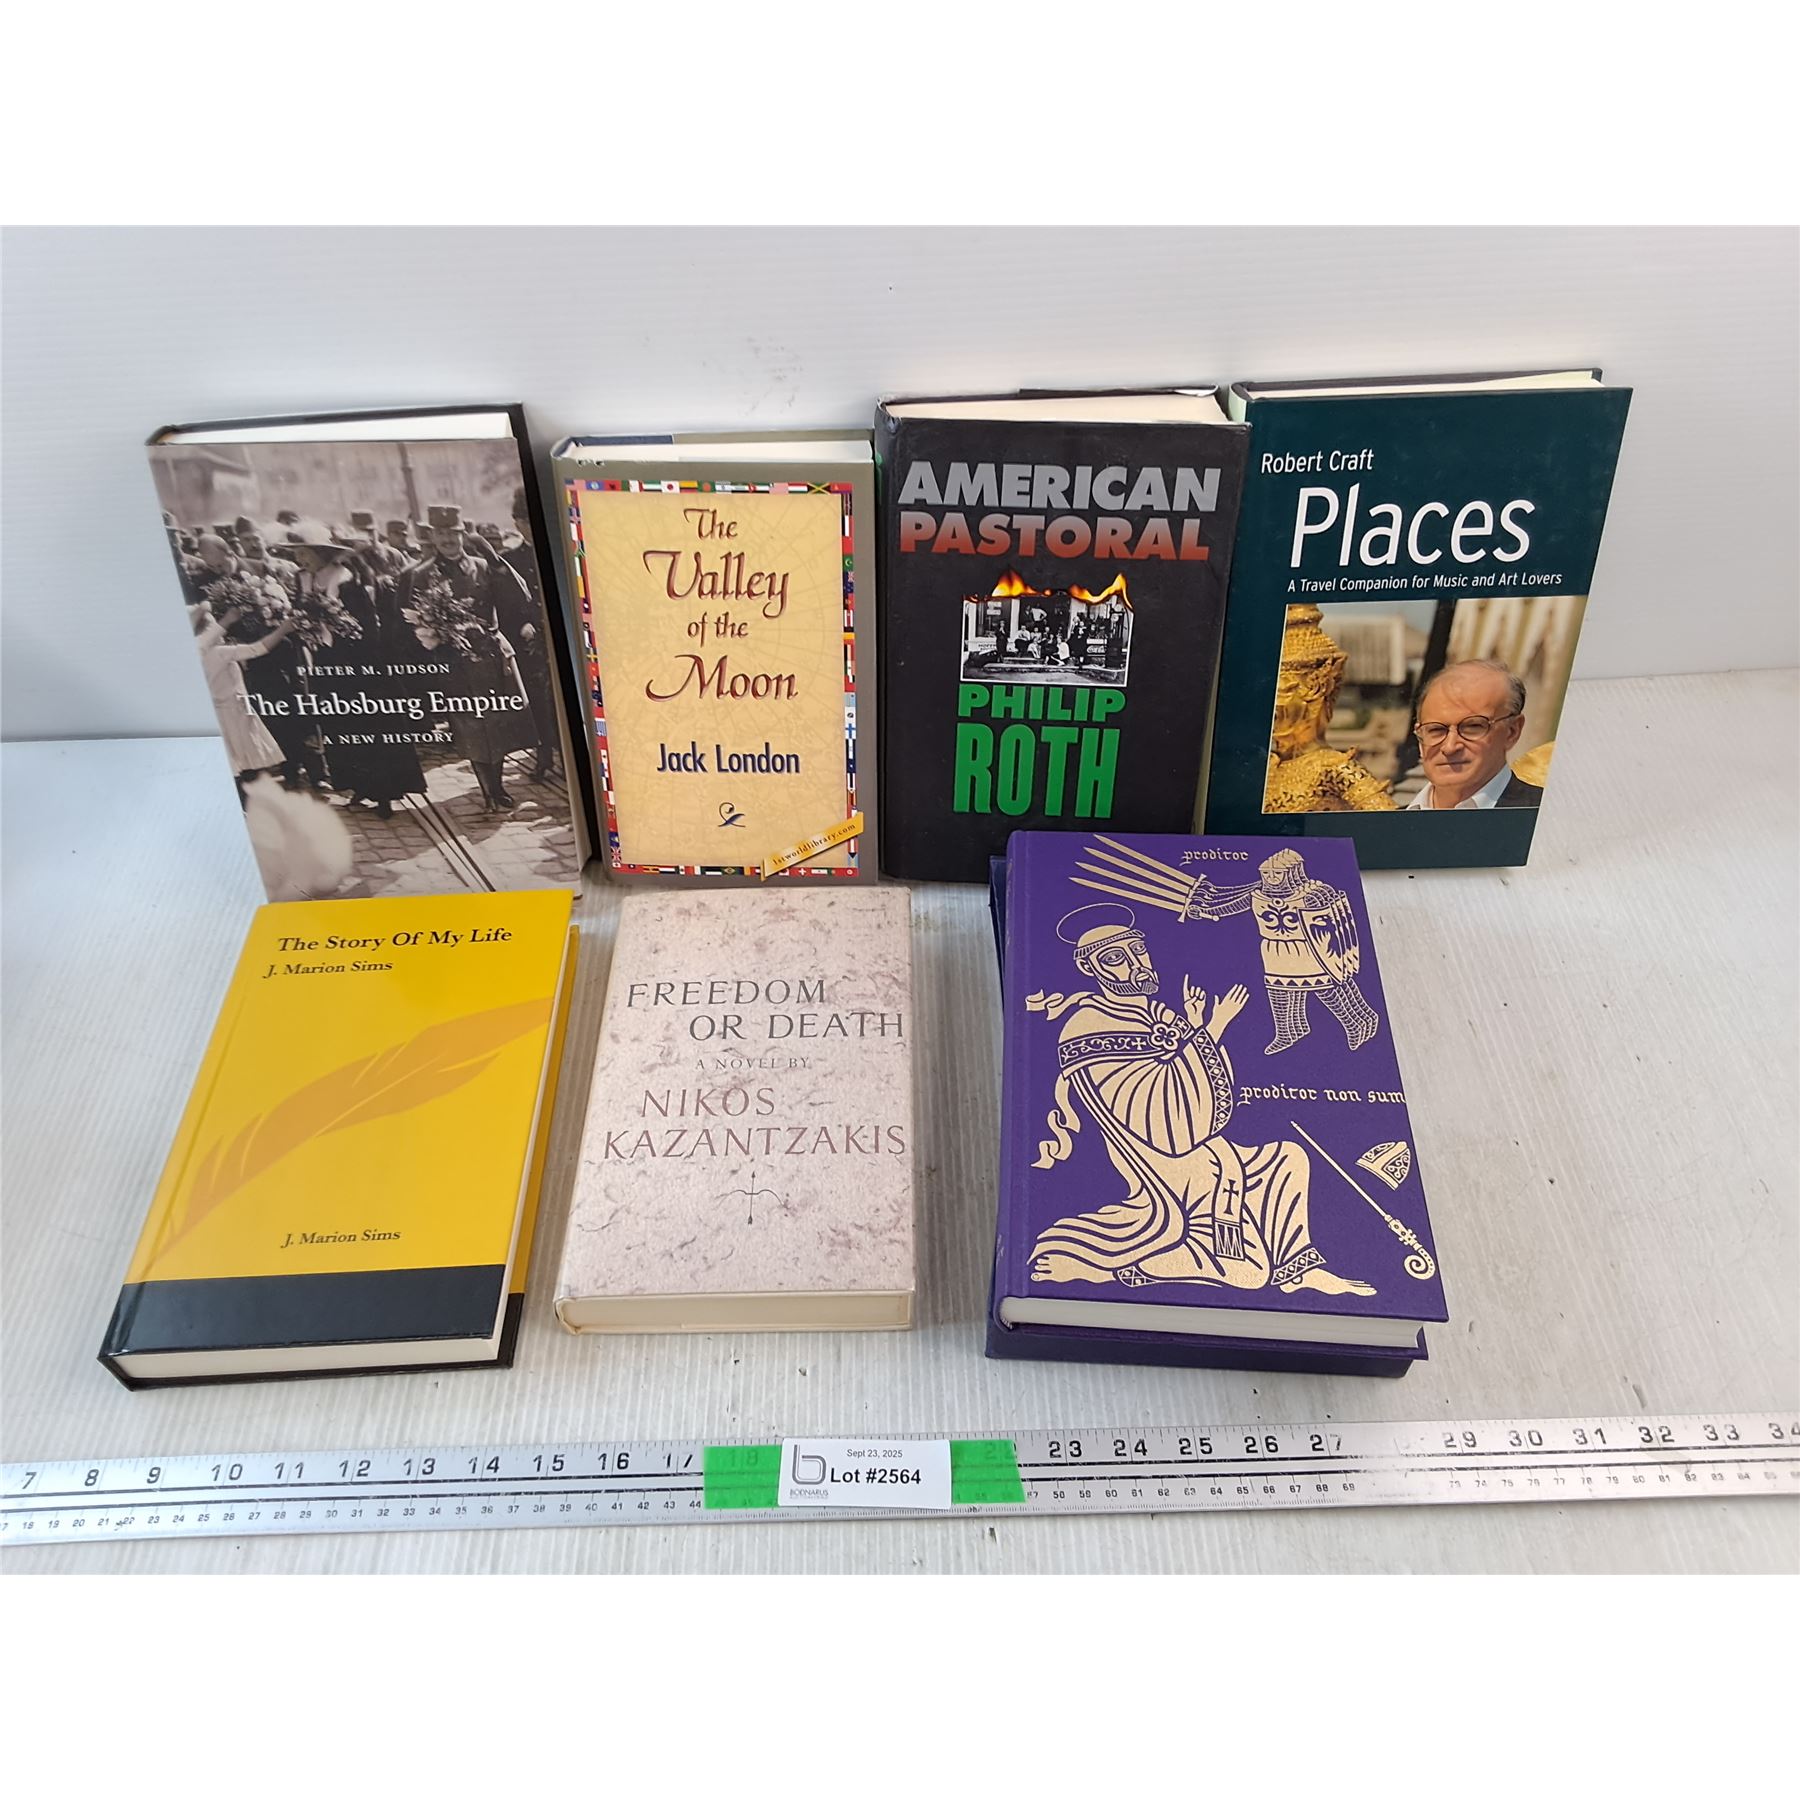 PIETER M. JUDSON
The Habsburg Empire
A NEW HISTORY
The
Valley
of the
Moon
Jack London
1stworldlibrary.com
AMERICAN
PASTORAL
PHILIP
ROTH
Robert Craft
Places
A Travel Companion for Music and Art Lovers
The Story Of My Life
J. Marion Sims
J. Marion Sims
FREEDOM
OR DEATH
A NOVEL BY
NIKOS
KAZANTZAKIS
proditor
proditor non sum
7 8 9 10 11 12 13 14 15 16 17 18 23 24 25 26 27 29 30 31 32 33 34
Sept 23, 2025
Lot #2564
BODNARUS